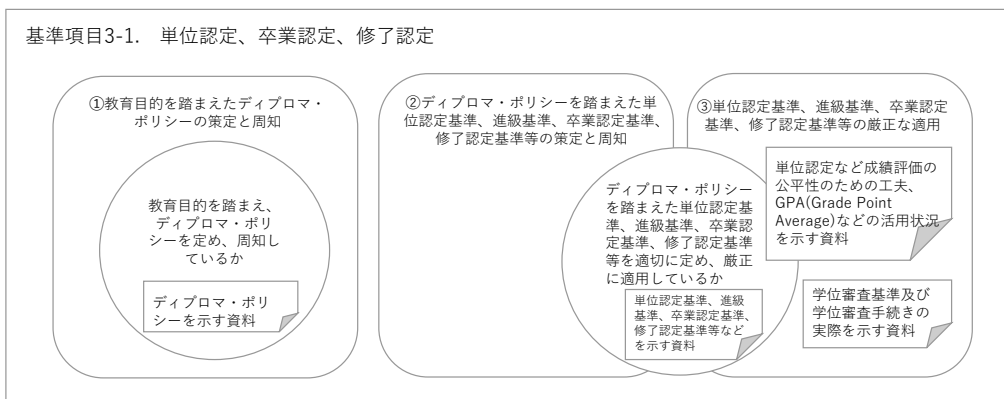 基準項目3-1.　単位認定、卒業認定、修了認定
①教育目的を踏まえたディプロマ・
ポリシーの策定と周知
教育目的を踏まえ、
ディプロマ・ポリ
シーを定め、周知し
ているか
ディプロマ・ポリ
シーを示す資料
②ディプロマ・ポリシーを踏まえた単
位認定基準、進級基準、卒業認定基準、
修了認定基準等の策定と周知
ディプロマ・ポリシー
を踏まえた単位認定基
準、進級基準、卒業認
定基準、修了認定基準
等を適切に定め、厳正
に適用しているか
単位認定基準、進級
基準、卒業認定基準、
修了認定基準等など
を示す資料
③単位認定基準、進級基準、卒業認定
基準、修了認定基準等の厳正な適用
単位認定など成績評価の
公平性のための工夫、
GPA(Grade Point
Average)などの活用状況
を示す資料
学位審査基準及び
学位審査手続きの
実際を示す資料